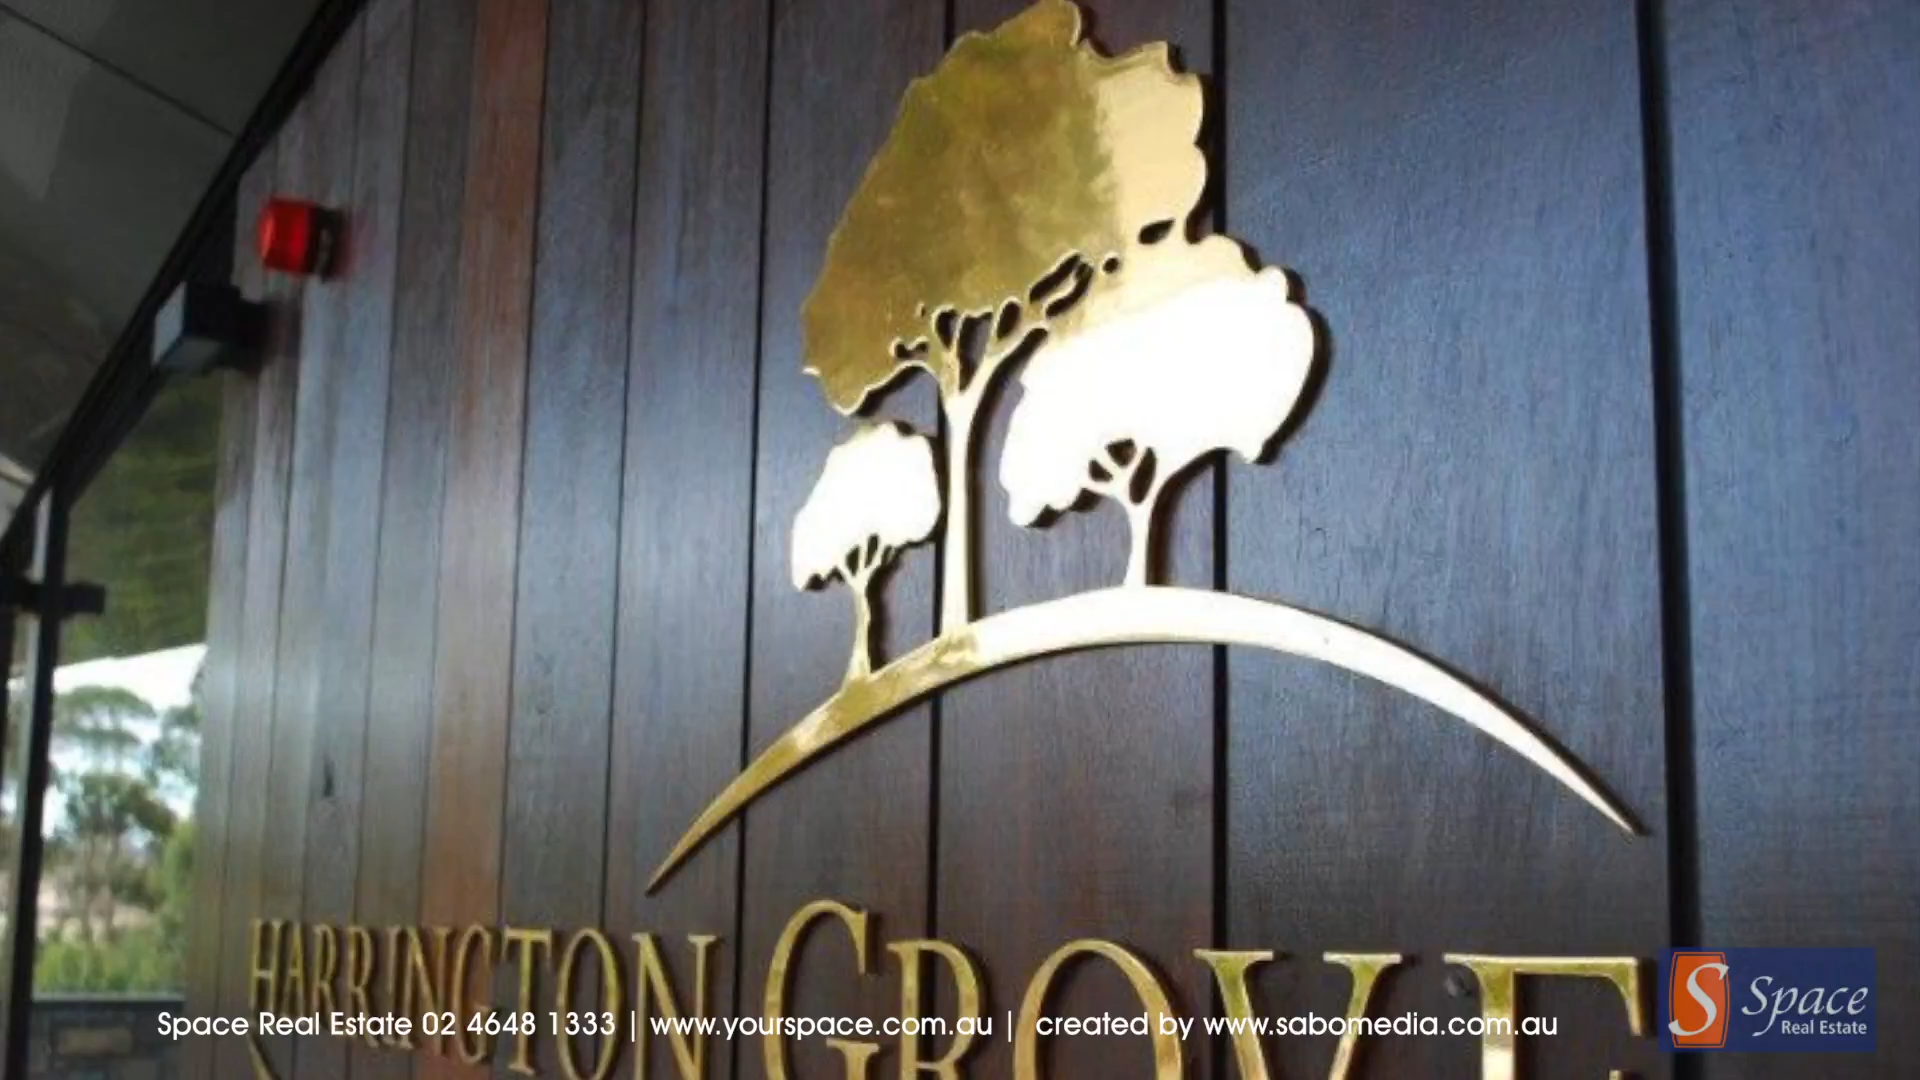 HARRINGTON GROVE
Space Real Estate 02 4648 1333 | www.yourspace.com.au | created by www.sabomedia.com.au
S Space
Real Estate